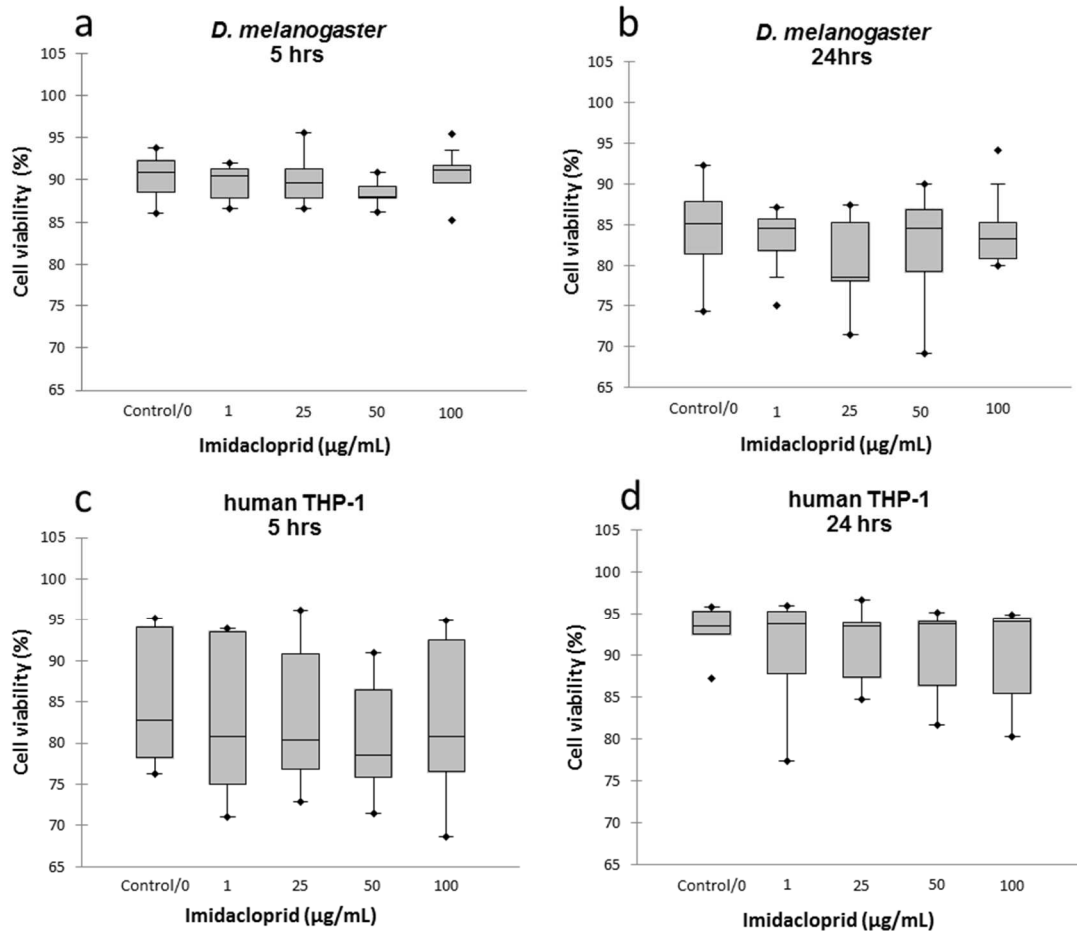 a
D. melanogaster
5 hrs
105
100
95
90
85
80
75
70
65
Cell viability (%)
Control/0 1 25 50 100
Imidacloprid (µg/mL)
b
D. melanogaster
24hrs
105
100
95
90
85
80
75
70
65
Cell viability (%)
Control/0 1 25 50 100
Imidacloprid (µg/mL)
c
human THP-1
5 hrs
105
100
95
90
85
80
75
70
65
Cell viability (%)
Control/0 1 25 50 100
Imidacloprid (µg/mL)
d
human THP-1
24 hrs
105
100
95
90
85
80
75
70
65
Cell viability (%)
Control/0 1 25 50 100
Imidacloprid (µg/mL)